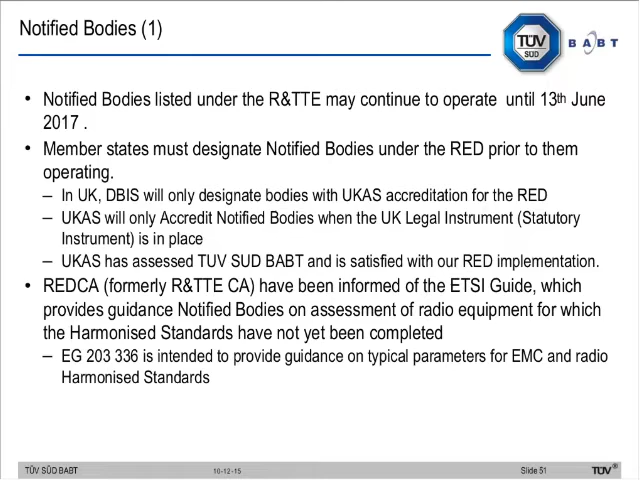 Notified Bodies (1)
TÜV
SÜD
BABT
• Notified Bodies listed under the R&TTE may continue to operate until 13th June
2017 .
• Member states must designate Notified Bodies under the RED prior to them
operating.
– In UK, DBIS will only designate bodies with UKAS accreditation for the RED
– UKAS will only Accredit Notified Bodies when the UK Legal Instrument (Statutory
Instrument) is in place
– UKAS has assessed TUV SUD BABT and is satisfied with our RED implementation.
• REDCA (formerly R&TTE CA) have been informed of the ETSI Guide, which
provides guidance Notified Bodies on assessment of radio equipment for which
the Harmonised Standards have not yet been completed
– EG 203 336 is intended to provide guidance on typical parameters for EMC and radio
Harmonised Standards
TÜV SÜD BABT 10-12-15 Slide 51 TÜV®